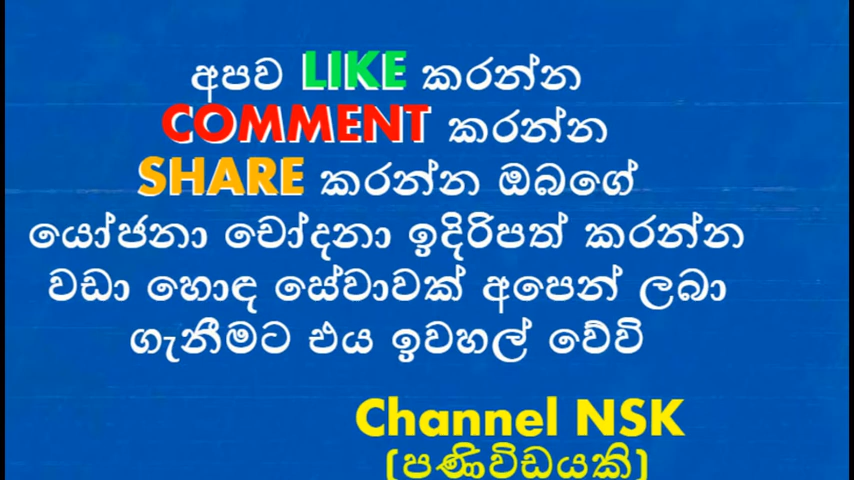 අපව LIKE කරන්න
COMMENT කරන්න
SHARE කරන්න ඔබගේ
යෝජනා චෝදනා ඉදිරිපත් කරන්න
වඩා හොඳ සේවාවක් අපෙන් ලබා
ගැනීමට එය ඉවහල් වේවි
Channel NSK
(පණිවිඩයකි)